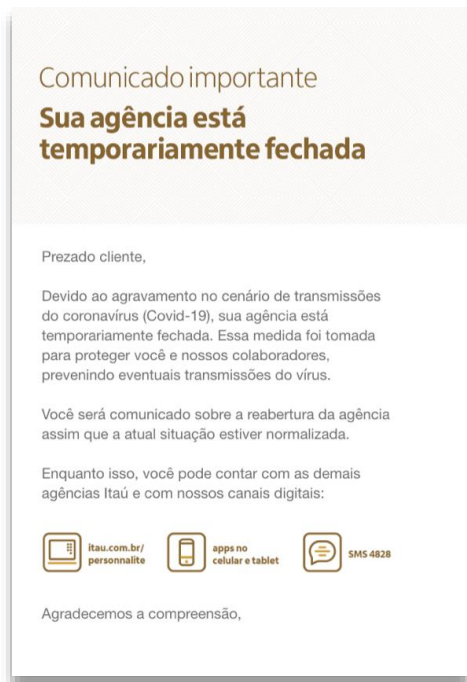 Comunicado importante
Sua agência está
temporariamente fechada
Prezado cliente,
Devido ao agravamento no cenário de transmissões
do coronavírus (Covid-19), sua agência está
temporariamente fechada. Essa medida foi tomada
para proteger você e nossos colaboradores,
prevenindo eventuais transmissões do vírus.
Você será comunicado sobre a reabertura da agência
assim que a atual situação estiver normalizada.
Enquanto isso, você pode contar com as demais
agências Itaú e com nossos canais digitais:
itau.com.br/
personnalite
apps no
celular e tablet
SMS 4828
Agradecemos a compreensão,